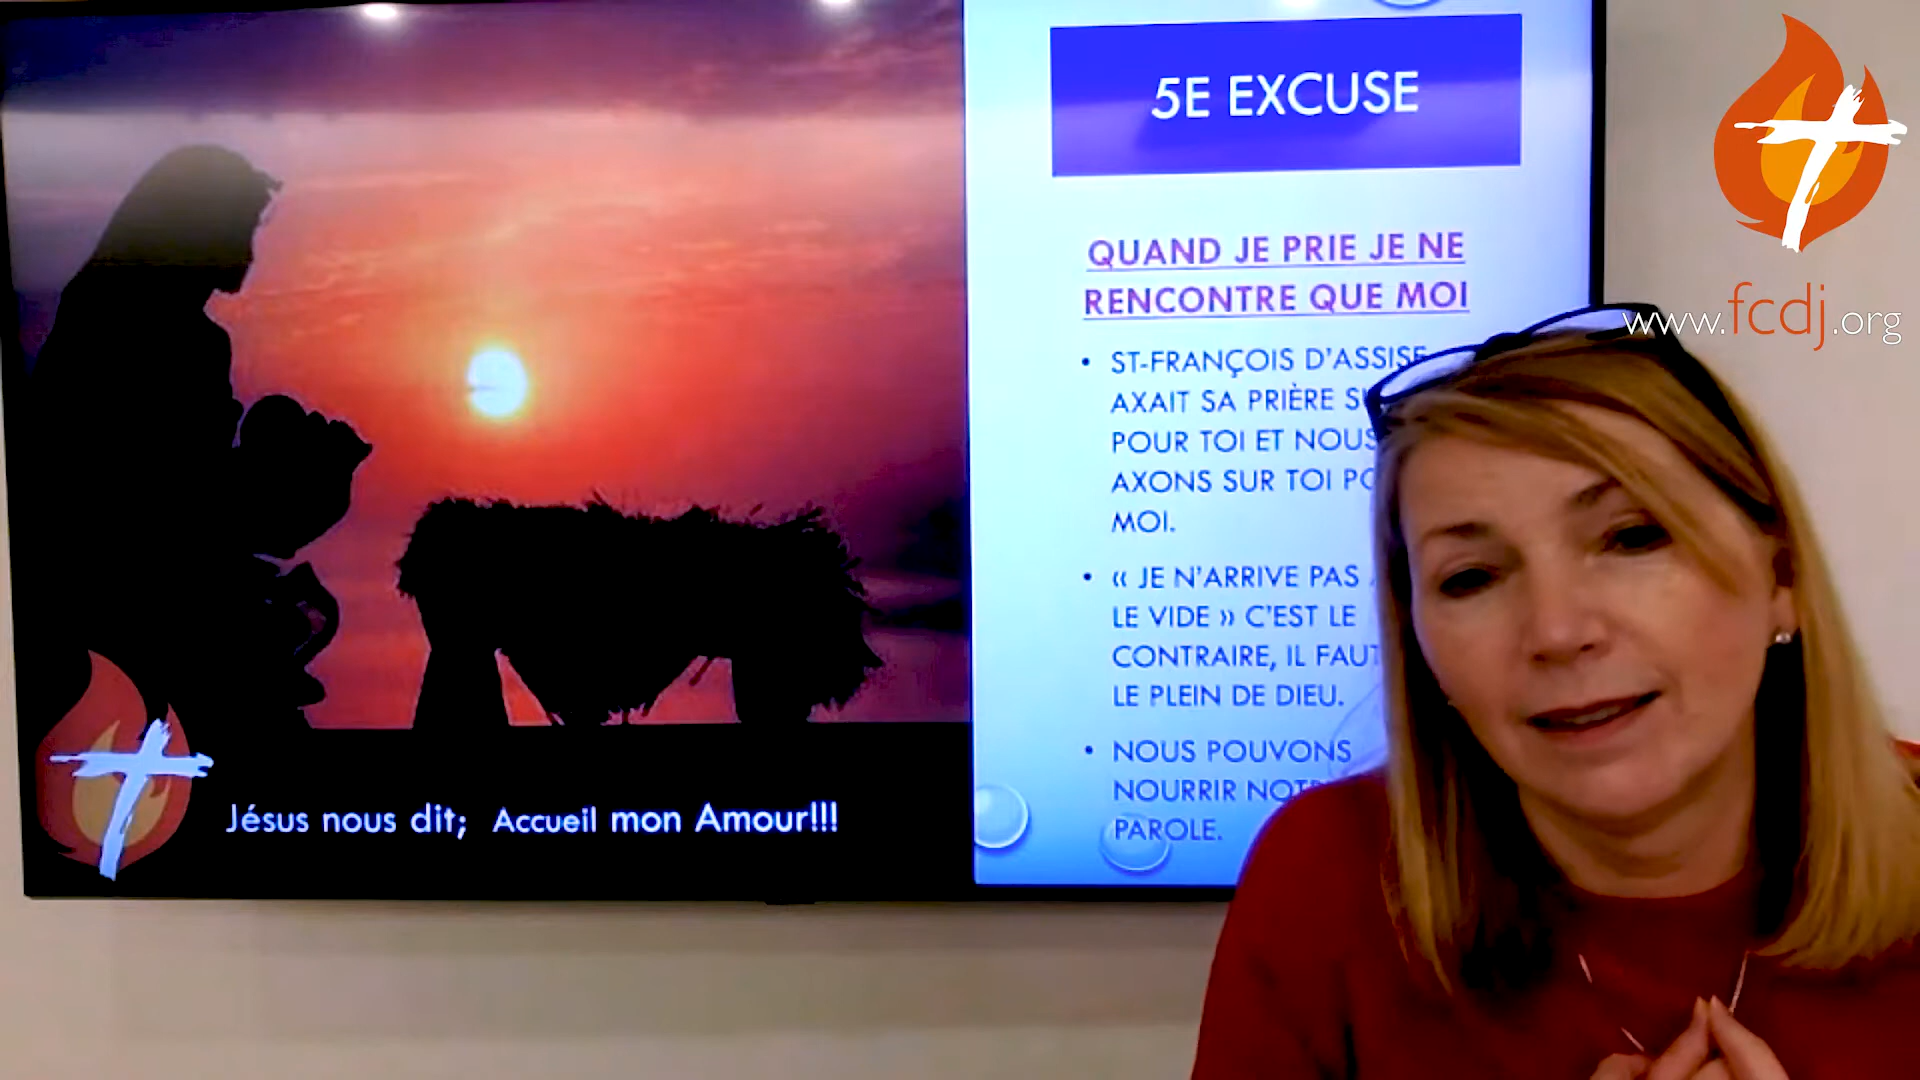 5E EXCUSE
QUAND JE PRIE JE NE
RENCONTRE QUE MOI
• ST-FRANÇOIS D'ASSISE
AXAIT SA PRIÈRE
POUR TOI ET NOUS
AXONS SUR TOI
MOI.
• « JE N'ARRIVE PAS
LE VIDE » C'EST LE
CONTRAIRE, IL FAUT
LE PLEIN DE DIEU.
• NOUS POUVONS
NOURRIR
PAROLE.
Jésus nous dit; Accueil mon Amour!!!
www.fcdj.org